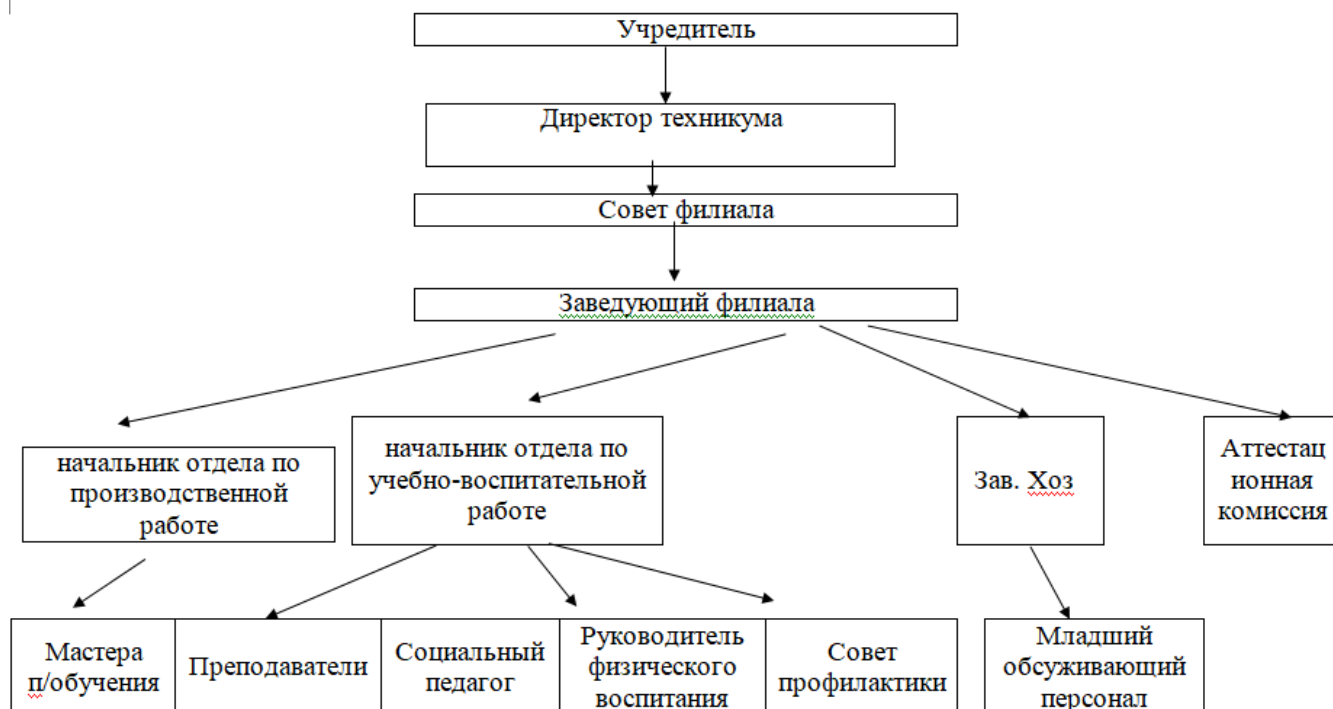 Учредитель
Директор техникума
Совет филиала
Заведующий филиала
начальник отдела по
производственной
работе
начальник отдела по
учебно-воспитательной
работе
Зав. Хоз
Аттестац
ионная
комиссия
Мастера
п/обучения
Преподаватели
Социальный
педагог
Руководитель
физического
воспитания
Совет
профилактики
Младший
обсуживающий
персонал